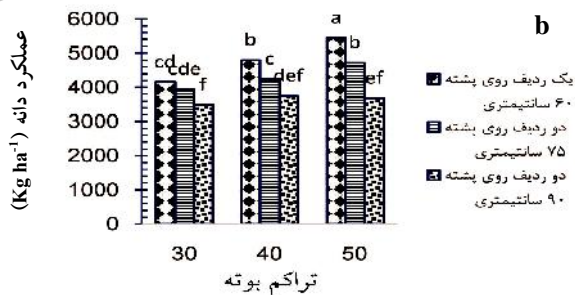 b
عملکرد دانه (Kg ha⁻¹)
6000
5000
4000
3000
2000
1000
0
cd
cde
f
b
c
def
a
b
ef
30
40
50
تراکم بوته
یک ردیف روی پشته
۶۰ سانتیمتری
دو ردیف روی پشته
۷۵ سانتیمتری
دو ردیف روی پشته
۹۰ سانتیمتری